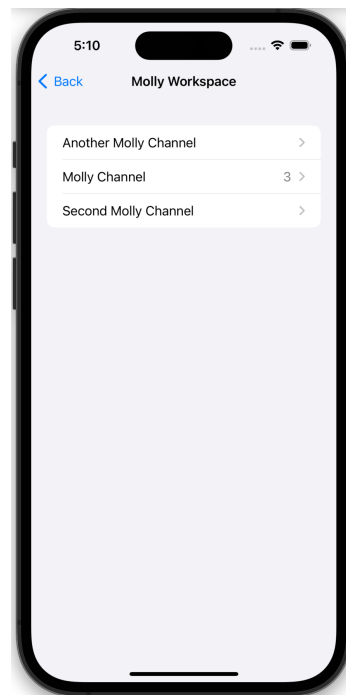 5:10
Back Molly Workspace
Another Molly Channel
Molly Channel 3
Second Molly Channel